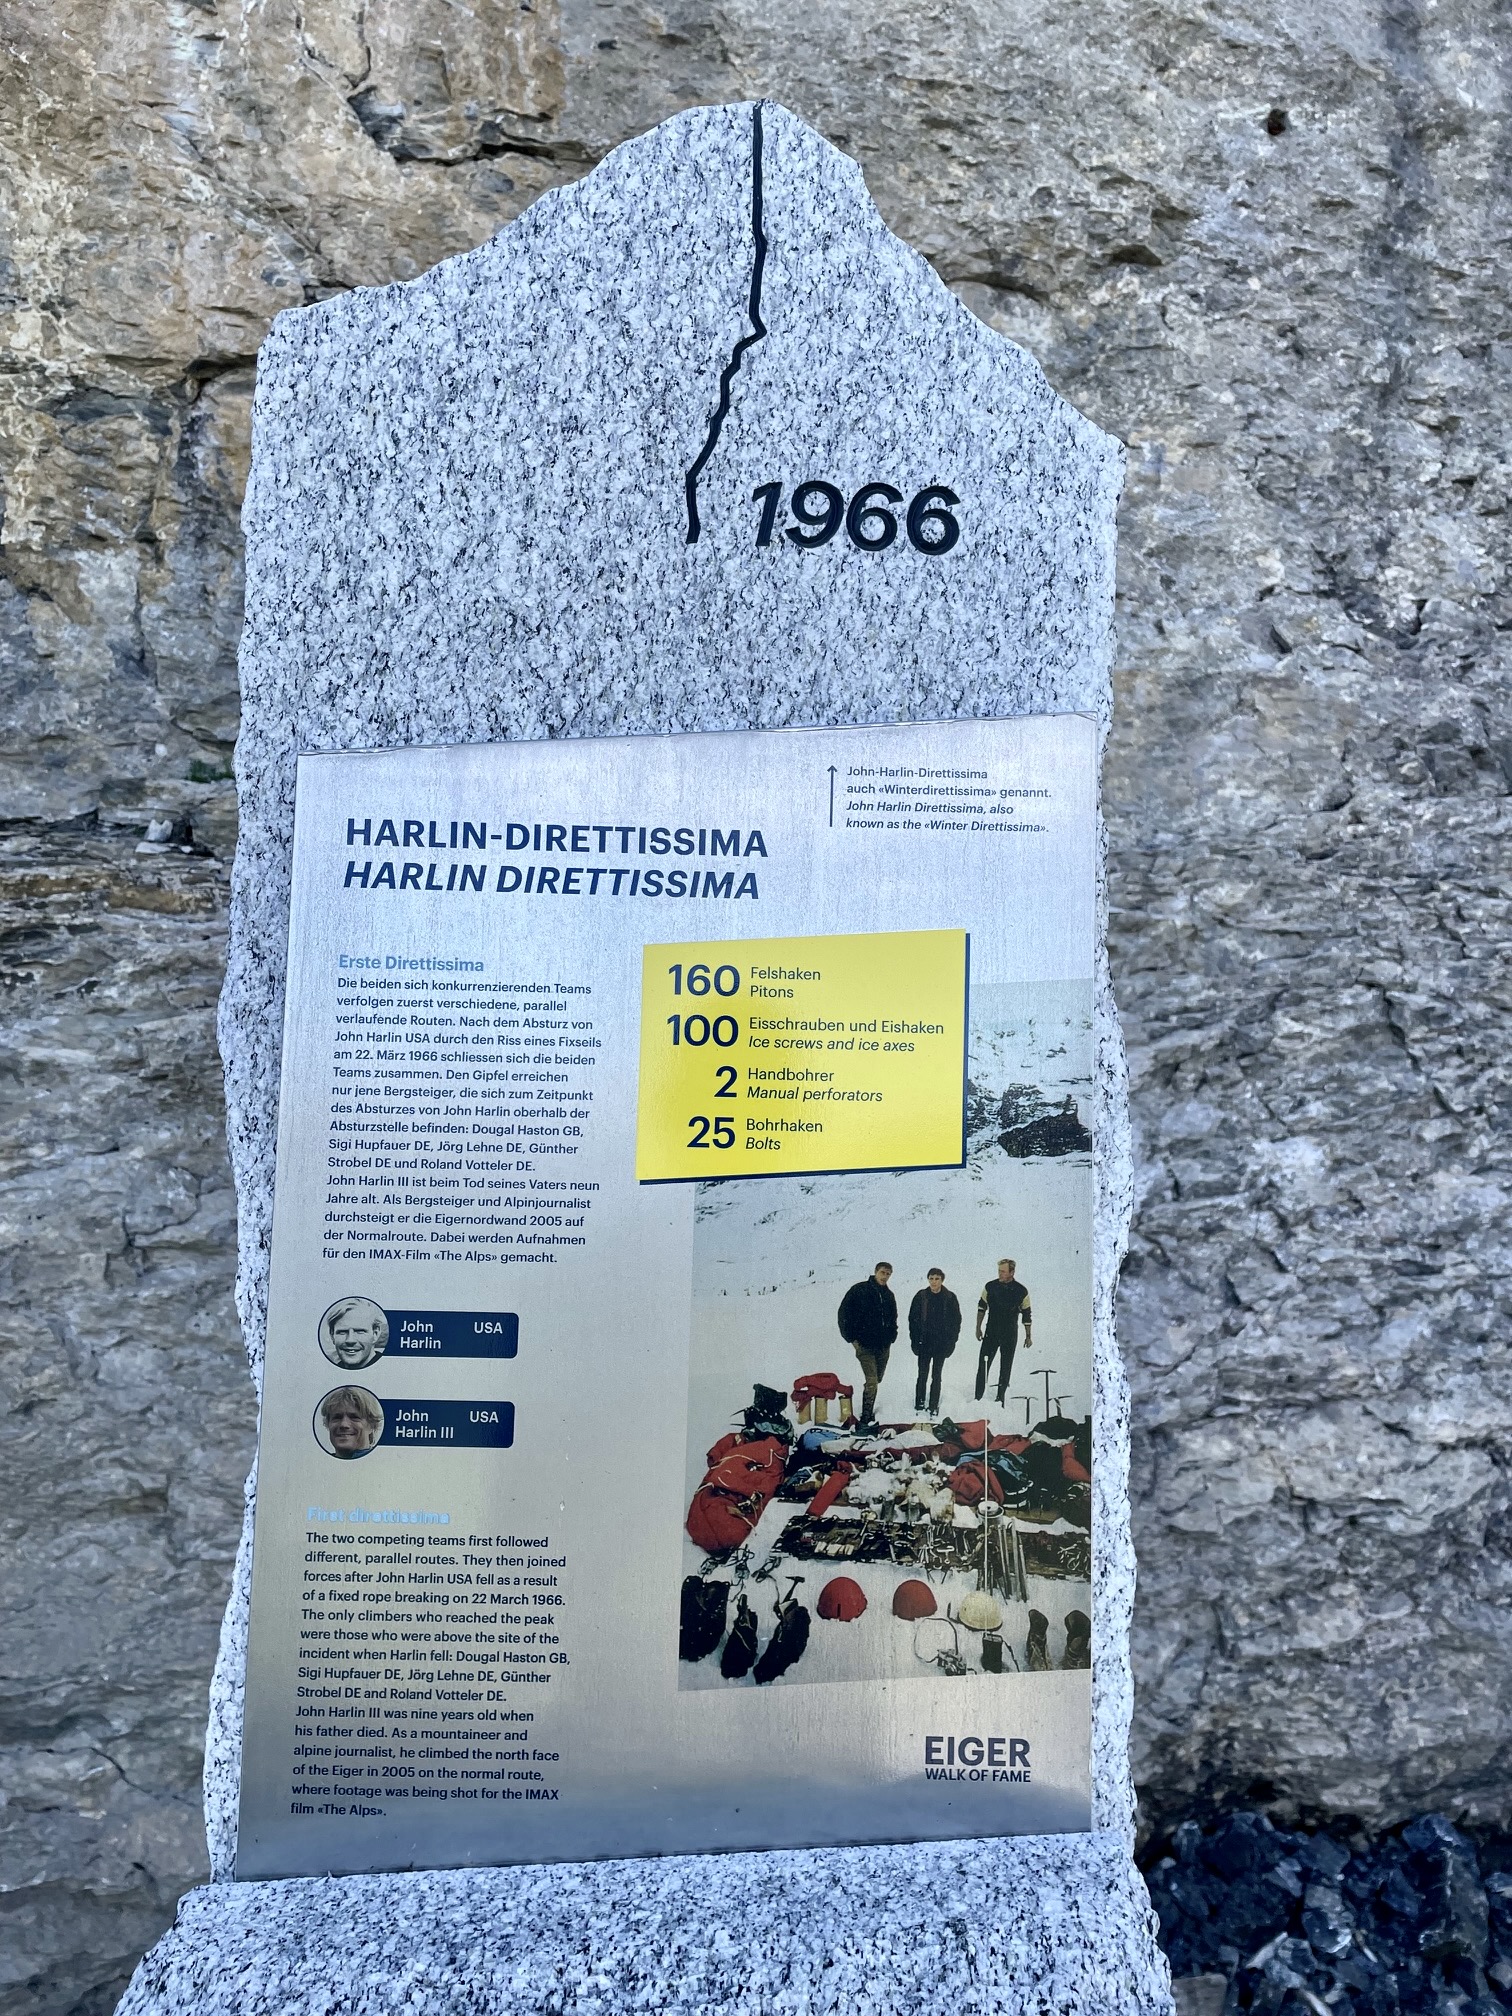 1966
John-Harlin-Direttissima
auch «Winterdirettissima» genannt.
John Harlin Direttissima, also
known as the «Winter Direttissima».
HARLIN-DIRETTISSIMA
HARLIN DIRETTISSIMA
Erste Direttissima
Die beiden sich konkurrenzierenden Teams
verfolgen zuerst verschiedene, parallel
verlaufende Routen. Nach dem Absturz von
John Harlin USA durch den Riss eines Fixseils
am 22. März 1966 schliessen sich die beiden
Teams zusammen. Den Gipfel erreichen
nur jene Bergsteiger, die sich zum Zeitpunkt
des Absturzes von John Harlin oberhalb der
Absturzstelle befinden: Dougal Haston GB,
Sigi Hupfauer DE, Jörg Lehne DE, Günther
Strobel DE und Roland Votteler DE.
John Harlin III ist beim Tod seines Vaters neun
Jahre alt. Als Bergsteiger und Alpinjournalist
durchsteigt er die Eigernordwand 2005 auf
der Normalroute. Dabei werden Aufnahmen
für den IMAX-Film «The Alps» gemacht.
160 Felshaken
Pitons
100 Eisschrauben und Eishaken
Ice screws and ice axes
2 Handbohrer
Manual perforators
25 Bohrhaken
Bolts
John USA
Harlin
John USA
Harlin III
First direttissima
The two competing teams first followed
different, parallel routes. They then joined
forces after John Harlin USA fell as a result
of a fixed rope breaking on 22 March 1966.
The only climbers who reached the peak
were those who were above the site of the
incident when Harlin fell: Dougal Haston GB,
Sigi Hupfauer DE, Jörg Lehne DE, Günther
Strobel DE and Roland Votteler DE.
John Harlin III was nine years old when
his father died. As a mountaineer and
alpine journalist, he climbed the north face
of the Eiger in 2005 on the normal route,
where footage was being shot for the IMAX
film «The Alps».
EIGER
WALK OF FAME